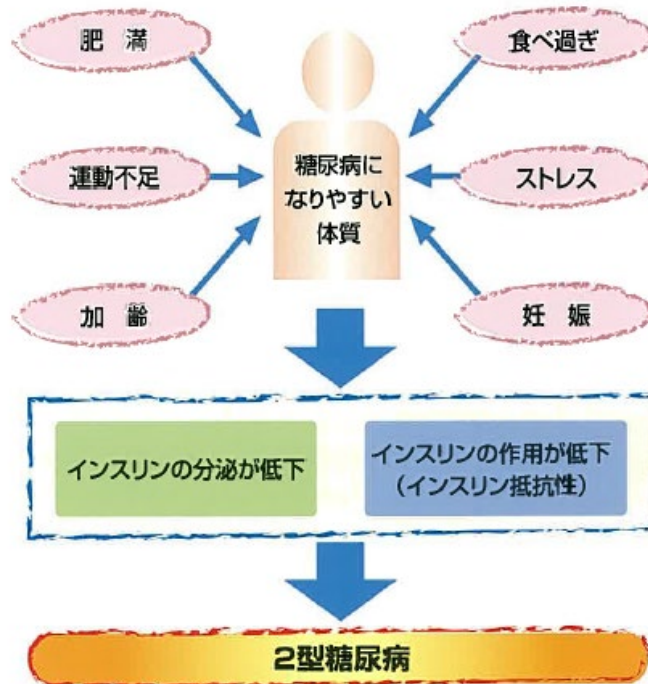 肥　満
食べ過ぎ
運動不足
糖尿病に
なりやすい
体質
ストレス
加　齢
妊　娠
インスリンの分泌が低下
インスリンの作用が低下
（インスリン抵抗性）
2型糖尿病